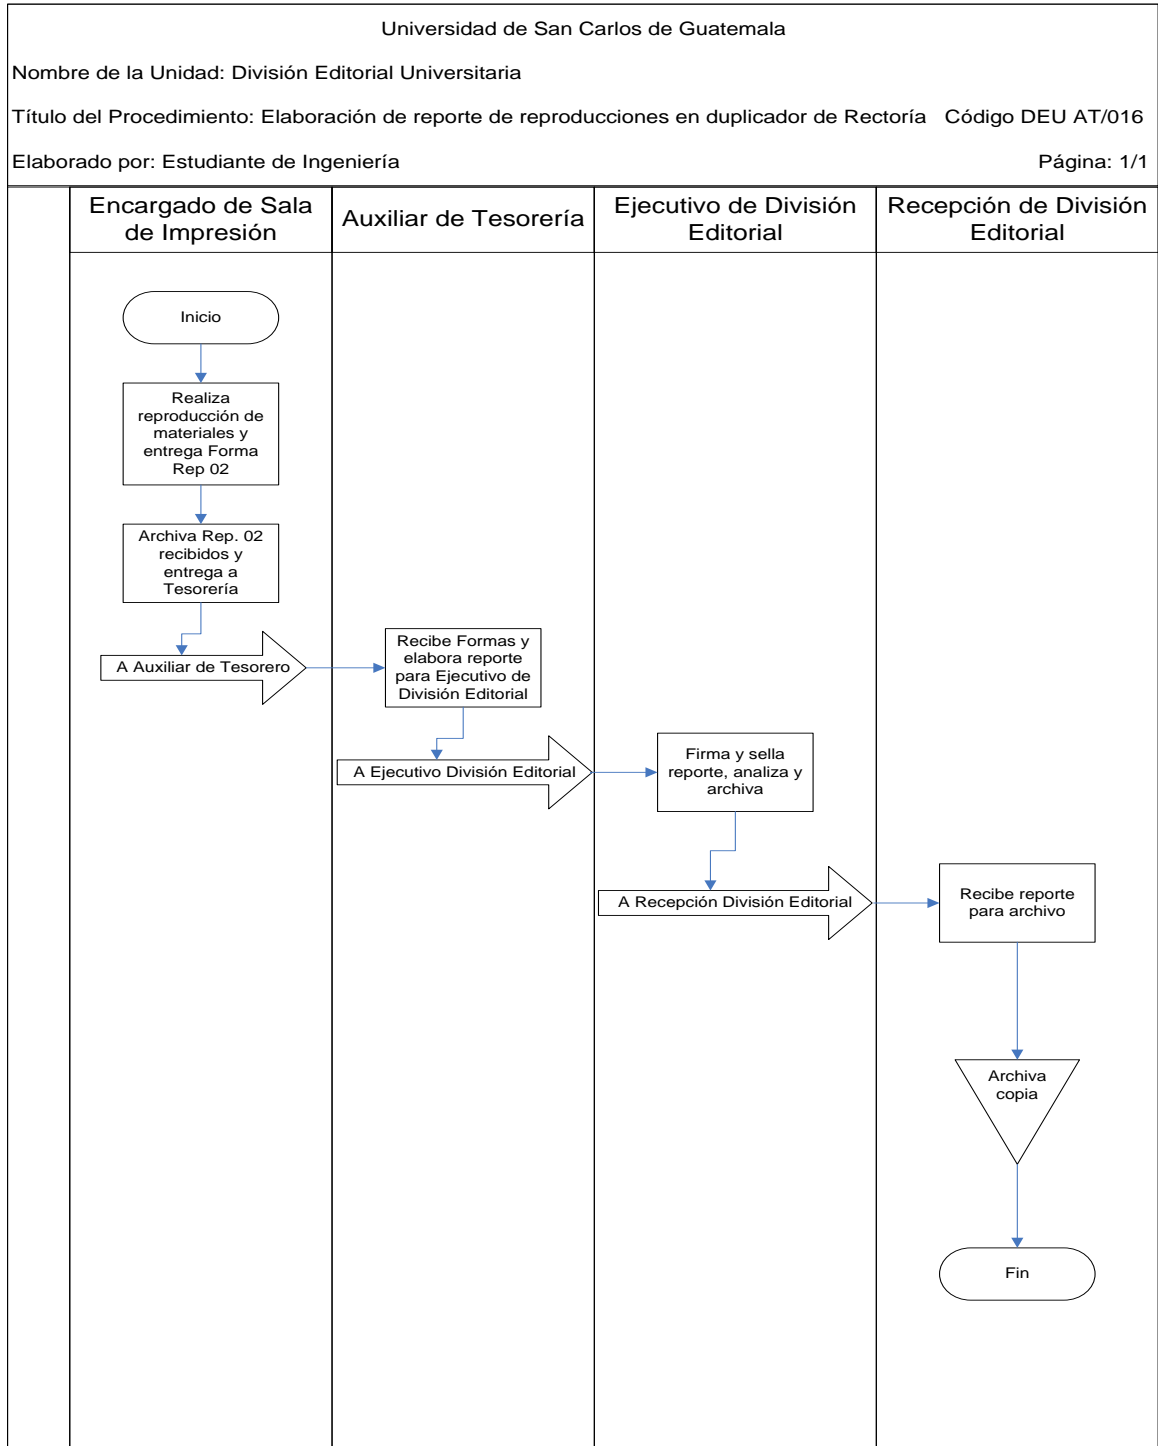 Universidad de San Carlos de Guatemala
Nombre de la Unidad: División Editorial Universitaria
Título del Procedimiento: Elaboración de reporte de reproducciones en duplicador de Rectoría Código DEU AT/016
Elaborado por: Estudiante de Ingeniería Página: 1/1
Encargado de Sala
de Impresión
Auxiliar de Tesorería
Ejecutivo de División
Editorial
Recepción de División
Editorial
Inicio
Realiza
reproducción de
materiales y
entrega Forma
Rep 02
Archiva Rep. 02
recibidos y
entrega a
Tesorería
A Auxiliar de Tesorero
Recibe Formas y
elabora reporte
para Ejecutivo de
División Editorial
A Ejecutivo División Editorial
Firma y sella
reporte, analiza y
archiva
A Recepción División Editorial
Recibe reporte
para archivo
Archiva
copia
Fin